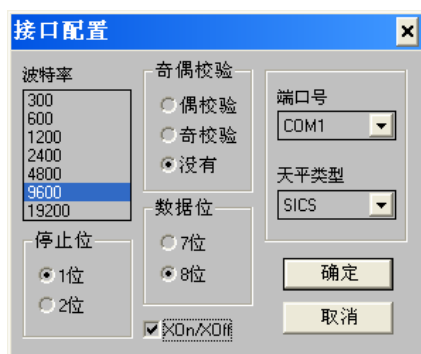 接口配置
波特率
300
600
1200
2400
4800
9600
19200
停止位
1位
2位
奇偶校验
偶校验
奇校验
没有
数据位
7位
8位
XOn/XOff
端口号
COM1
天平类型
SICS
确定
取消